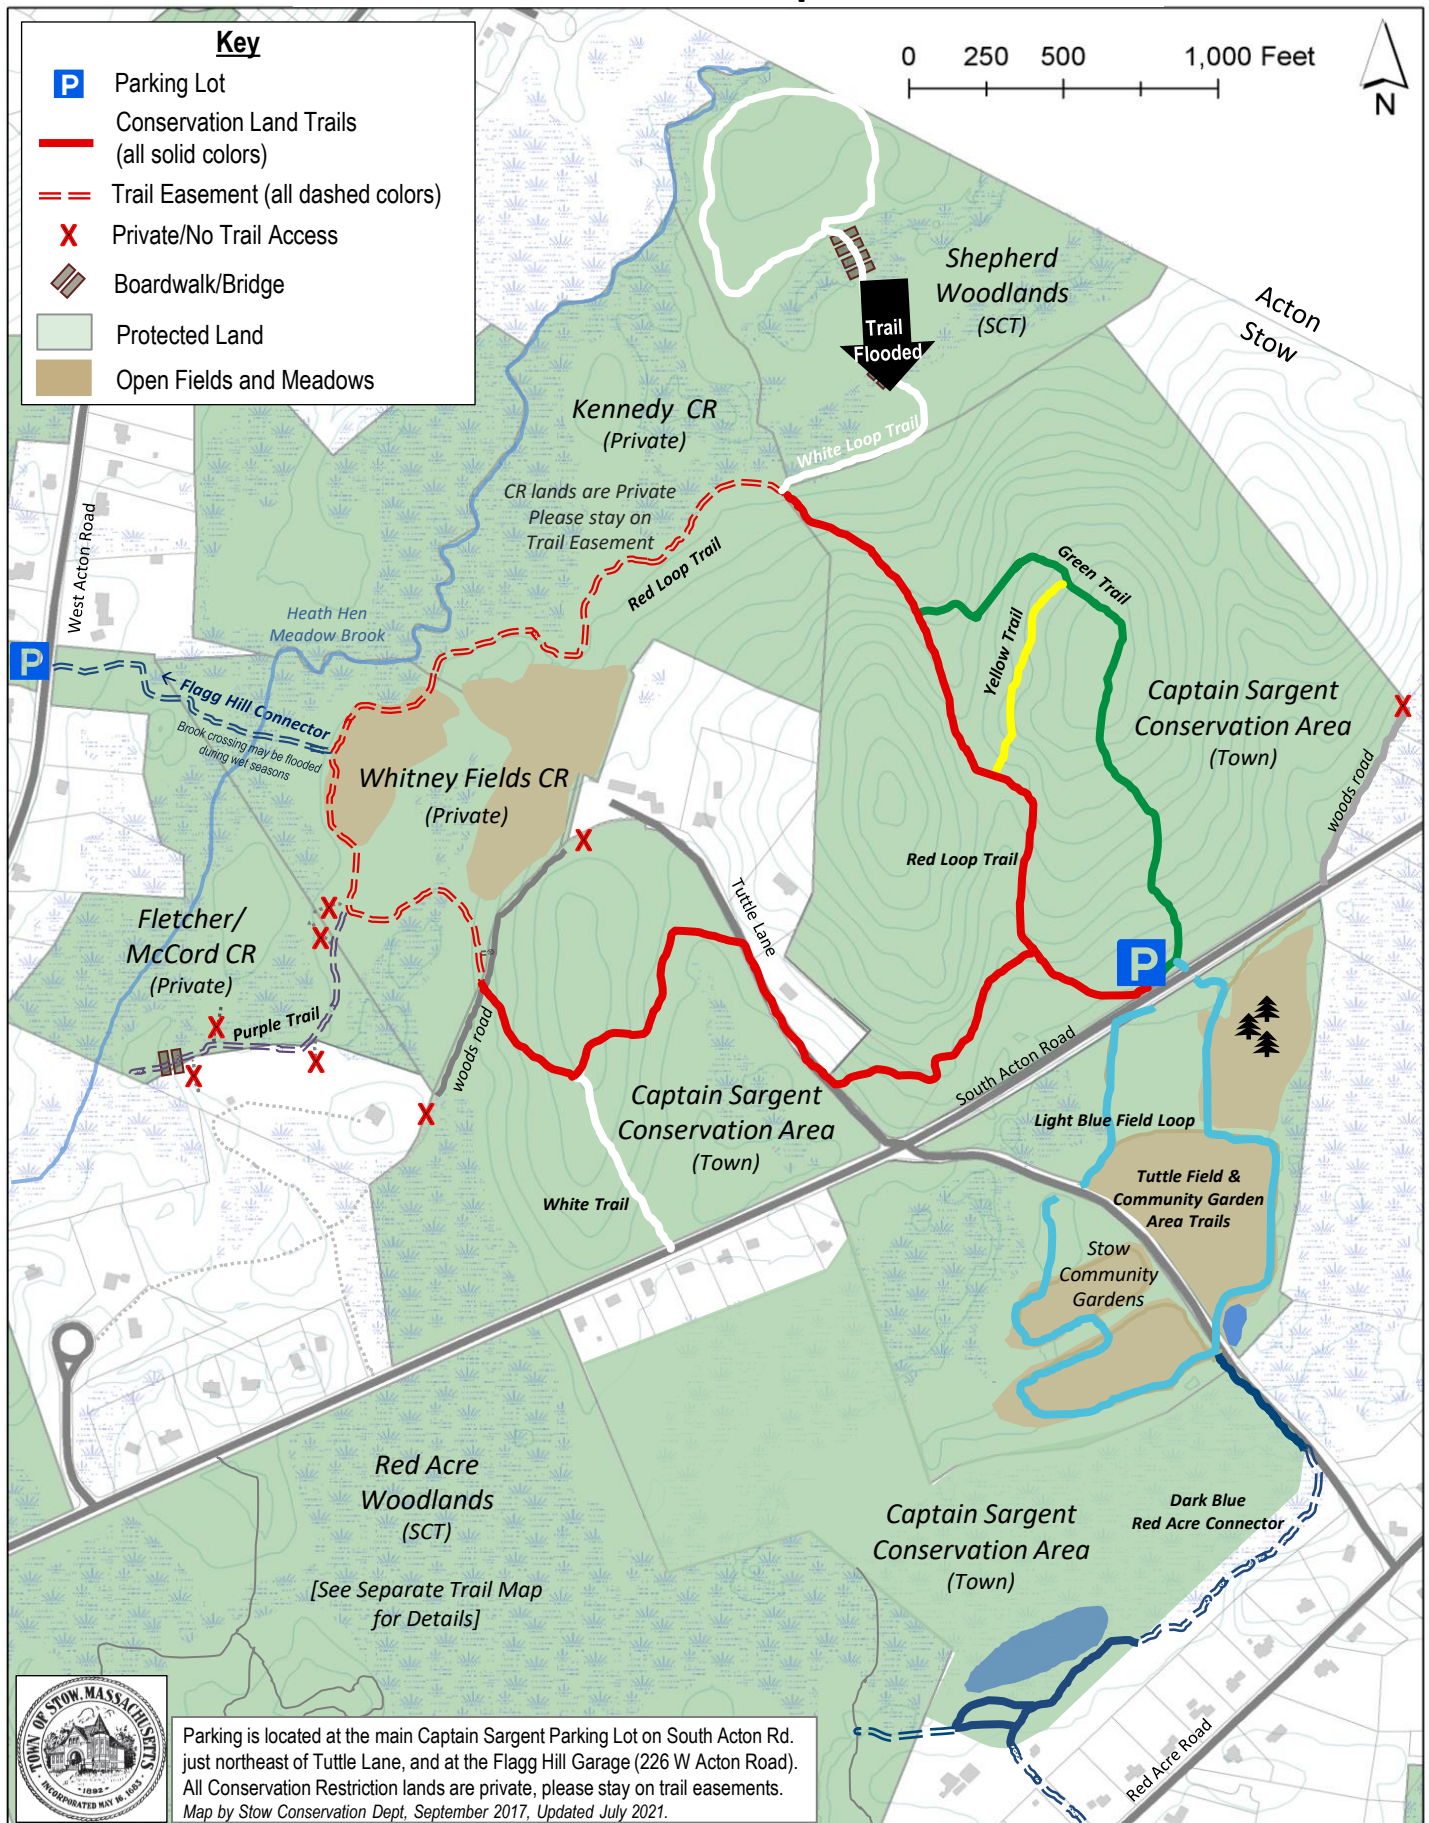 Key
P
Parking Lot
Conservation Land Trails
(all solid colors)
Trail Easement (all dashed colors)
X
Private/No Trail Access
Boardwalk/Bridge
Protected Land
Open Fields and Meadows
0 250 500 1,000 Feet
N
Shepherd
Woodlands
(SCT)
Acton
Stow
Trail
Flooded
Kennedy CR
(Private)
White Loop Trail
CR lands are Private
Please stay on
Trail Easement
Red Loop Trail
West Acton Road
Green Trail
Yellow Trail
Heath Hen
Meadow Brook
P
← Flagg Hill Connector
Brook crossing may be flooded
during wet seasons
Captain Sargent
Conservation Area
(Town)
X
woods road
Whitney Fields CR
(Private)
X
Red Loop Trail
Tuttle Lane
Fletcher/
McCord CR
(Private)
X
X
P
X
Purple Trail
X
X
woods road
X
South Acton Road
Captain Sargent
Conservation Area
(Town)
Light Blue Field Loop
Tuttle Field &
Community Garden
Area Trails
White Trail
Stow
Community
Gardens
Red Acre
Woodlands
(SCT)
[See Separate Trail Map
for Details]
Captain Sargent
Conservation Area
(Town)
Dark Blue
Red Acre Connector
Red Acre Road
TOWN OF STOW, MASSACHUSETTS
1892
INCORPORATED MAY 16, 1683
Parking is located at the main Captain Sargent Parking Lot on South Acton Rd.
just northeast of Tuttle Lane, and at the Flagg Hill Garage (226 W Acton Road).
All Conservation Restriction lands are private, please stay on trail easements.
Map by Stow Conservation Dept, September 2017, Updated July 2021.